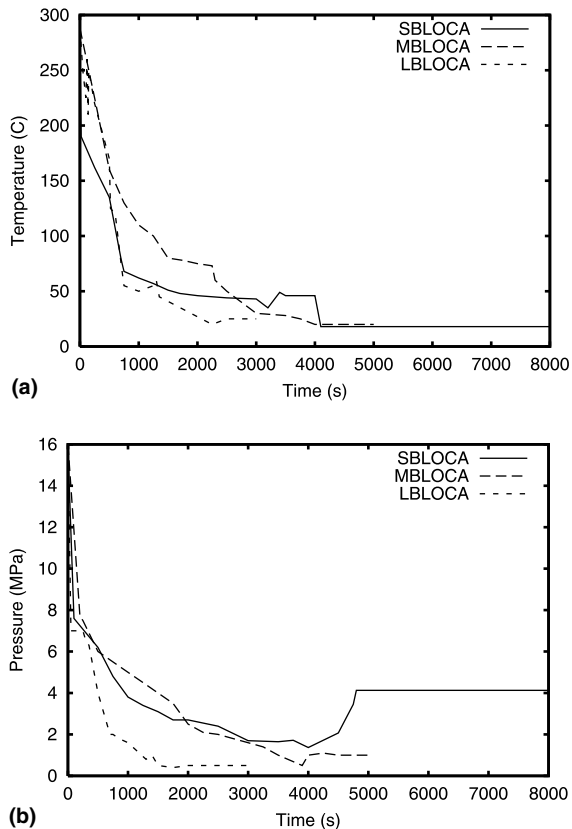 300
250
200
150
100
50
0
Temperature (C)
SBLOCA
MBLOCA
LBLOCA
0 1000 2000 3000 4000 5000 6000 7000 8000
Time (s)
(a)
16
14
12
10
8
6
4
2
0
Pressure (MPa)
SBLOCA
MBLOCA
LBLOCA
0 1000 2000 3000 4000 5000 6000 7000 8000
Time (s)
(b)